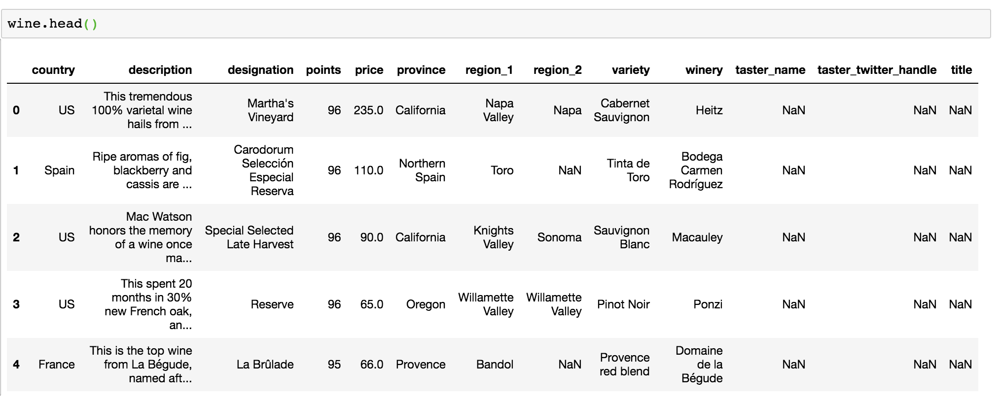 wine.head()
country description designation points price province region_1 region_2 variety winery taster_name taster_twitter_handle title
0 US This tremendous 100% varietal wine hails from ... Martha's Vineyard 96 235.0 California Napa Valley Napa Cabernet Sauvignon Heitz NaN NaN NaN
1 Spain Ripe aromas of fig, blackberry and cassis are ... Carodorum Selección Especial Reserva 96 110.0 Northern Spain Toro NaN Tinta de Toro Bodega Carmen Rodríguez NaN NaN NaN
2 US Mac Watson honors the memory of a wine once ma... Special Selected Late Harvest 96 90.0 California Knights Valley Sonoma Sauvignon Blanc Macauley NaN NaN NaN
3 US This spent 20 months in 30% new French oak, an... Reserve 96 65.0 Oregon Willamette Valley Willamette Valley Pinot Noir Ponzi NaN NaN NaN
4 France This is the top wine from La Bégude, named aft... La Brûlade 95 66.0 Provence Bandol NaN Provence red blend Domaine de la Bégude NaN NaN NaN